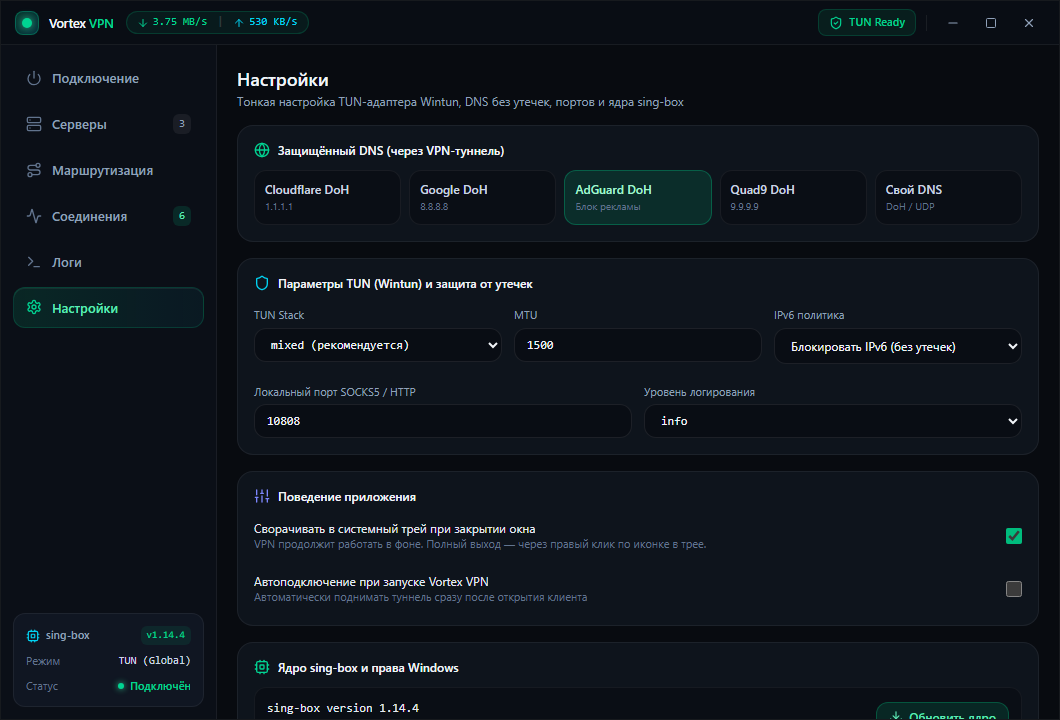 Vortex VPN
3.75 MB/s
530 KB/s
TUN Ready
Подключение
Серверы 3
Маршрутизация
Соединения 6
Логи
Настройки
sing-box v1.14.4
Режим TUN (Global)
Статус Подключён
Настройки
Тонкая настройка TUN-адаптера Wintun, DNS без утечек, портов и ядра sing-box
Защищённый DNS (через VPN-туннель)
Cloudflare DoH
1.1.1.1
Google DoH
8.8.8.8
AdGuard DoH
Блок рекламы
Quad9 DoH
9.9.9.9
Свой DNS
DoH / UDP
Параметры TUN (Wintun) и защита от утечек
TUN Stack
mixed (рекомендуется)
MTU
1500
IPv6 политика
Блокировать IPv6 (без утечек)
Локальный порт SOCKS5 / HTTP
10808
Уровень логирования
info
Поведение приложения
Сворачивать в системный трей при закрытии окна
VPN продолжит работать в фоне. Полный выход — через правый клик по иконке в трее.
Автоподключение при запуске Vortex VPN
Автоматически поднимать туннель сразу после открытия клиента
Ядро sing-box и права Windows
sing-box version 1.14.4
Обновить ядро